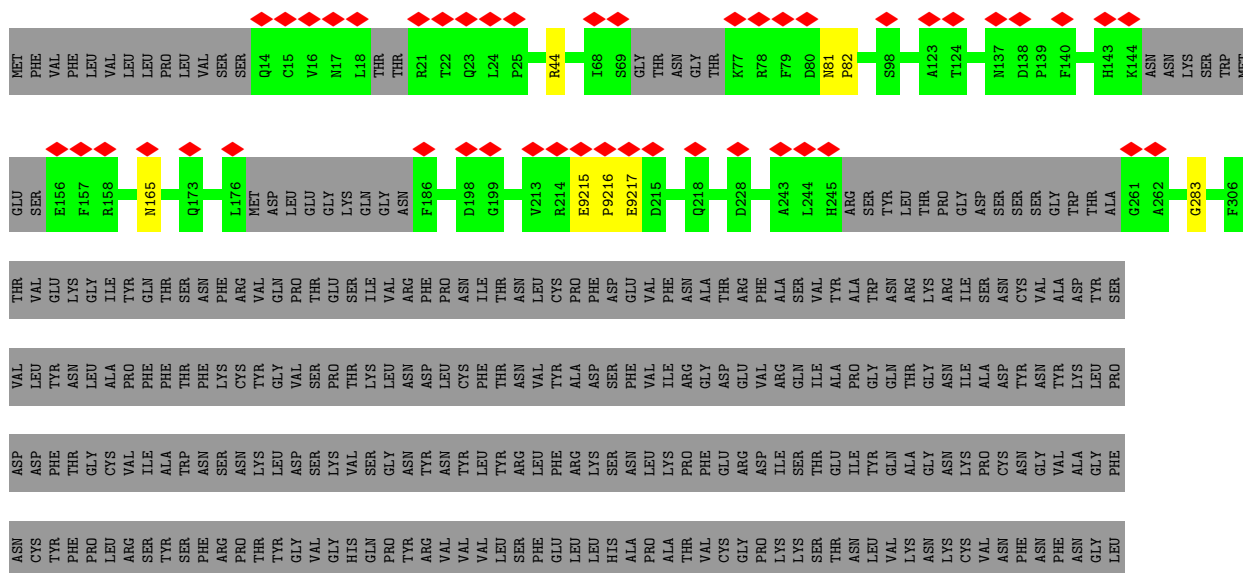 MET PHE VAL PHE LEU VAL LEU LEU PRO LEU VAL SER SER Q14 C15 V16 N17 L18 THR THR R21 T22 Q23 L24 P25 R44 I68 S69 GLY THR ASN GLY THR K77 R78 F79 D80 N81 P82 S98 A123 T124 N137 D138 P139 F140 H143 K144 ASN ASN LYS SER TRP MET
GLU SER E156 F157 R158 N165 Q173 L176 MET ASP LEU GLU GLY LYS GLN GLY ASN F186 D198 G199 V213 R214 E9215 P9216 E9217 D215 Q218 D228 A243 L244 H245 ARG SER TYR LEU THR PRO GLY ASP SER SER SER GLY TRP THR ALA G261 A262 G283 F306
THR VAL GLU LYS GLY ILE TYR GLN THR SER ASN PHE ARG VAL GLN PRO THR GLU SER ILE VAL ARG PHE PRO ASN ILE THR ASN LEU CYS PRO PHE ASP GLU VAL PHE ASN ALA THR ARG PHE ALA SER VAL TYR ALA TRP ASN ARG LYS ARG ILE SER ASN CYS VAL ALA ASP TYR SER
VAL LEU TYR ASN LEU ALA PRO PHE PHE THR PHE LYS CYS TYR GLY VAL SER PRO THR LYS LEU ASN ASP LEU CYS PHE THR ASN VAL TYR ALA ASP SER PHE VAL ILE ARG GLY ASP GLU VAL ARG GLN ILE ALA PRO GLY GLN THR GLY ASN ILE ALA ASP TYR ASN TYR LYS LEU PRO
ASP ASP PHE THR GLY CYS VAL ILE ALA TRP ASN SER ASN LYS LEU ASP SER LYS VAL SER GLY ASN TYR ASN TYR LEU TYR ARG LEU PHE ARG LYS SER ASN LEU LYS PRO PHE GLU ARG ASP ILE SER THR GLU ILE TYR GLN ALA GLY ASN LYS PRO CYS ASN GLY VAL ALA GLY PHE
ASN CYS TYR PHE PRO LEU ARG SER TYR SER PHE ARG PRO THR TYR GLY VAL GLY HIS GLN PRO TYR ARG VAL VAL VAL LEU SER PHE GLU LEU LEU HIS ALA PRO ALA THR VAL CYS GLY PRO LYS LYS SER THR ASN LEU VAL LYS ASN LYS CYS VAL ASN PHE ASN PHE ASN GLY LEU